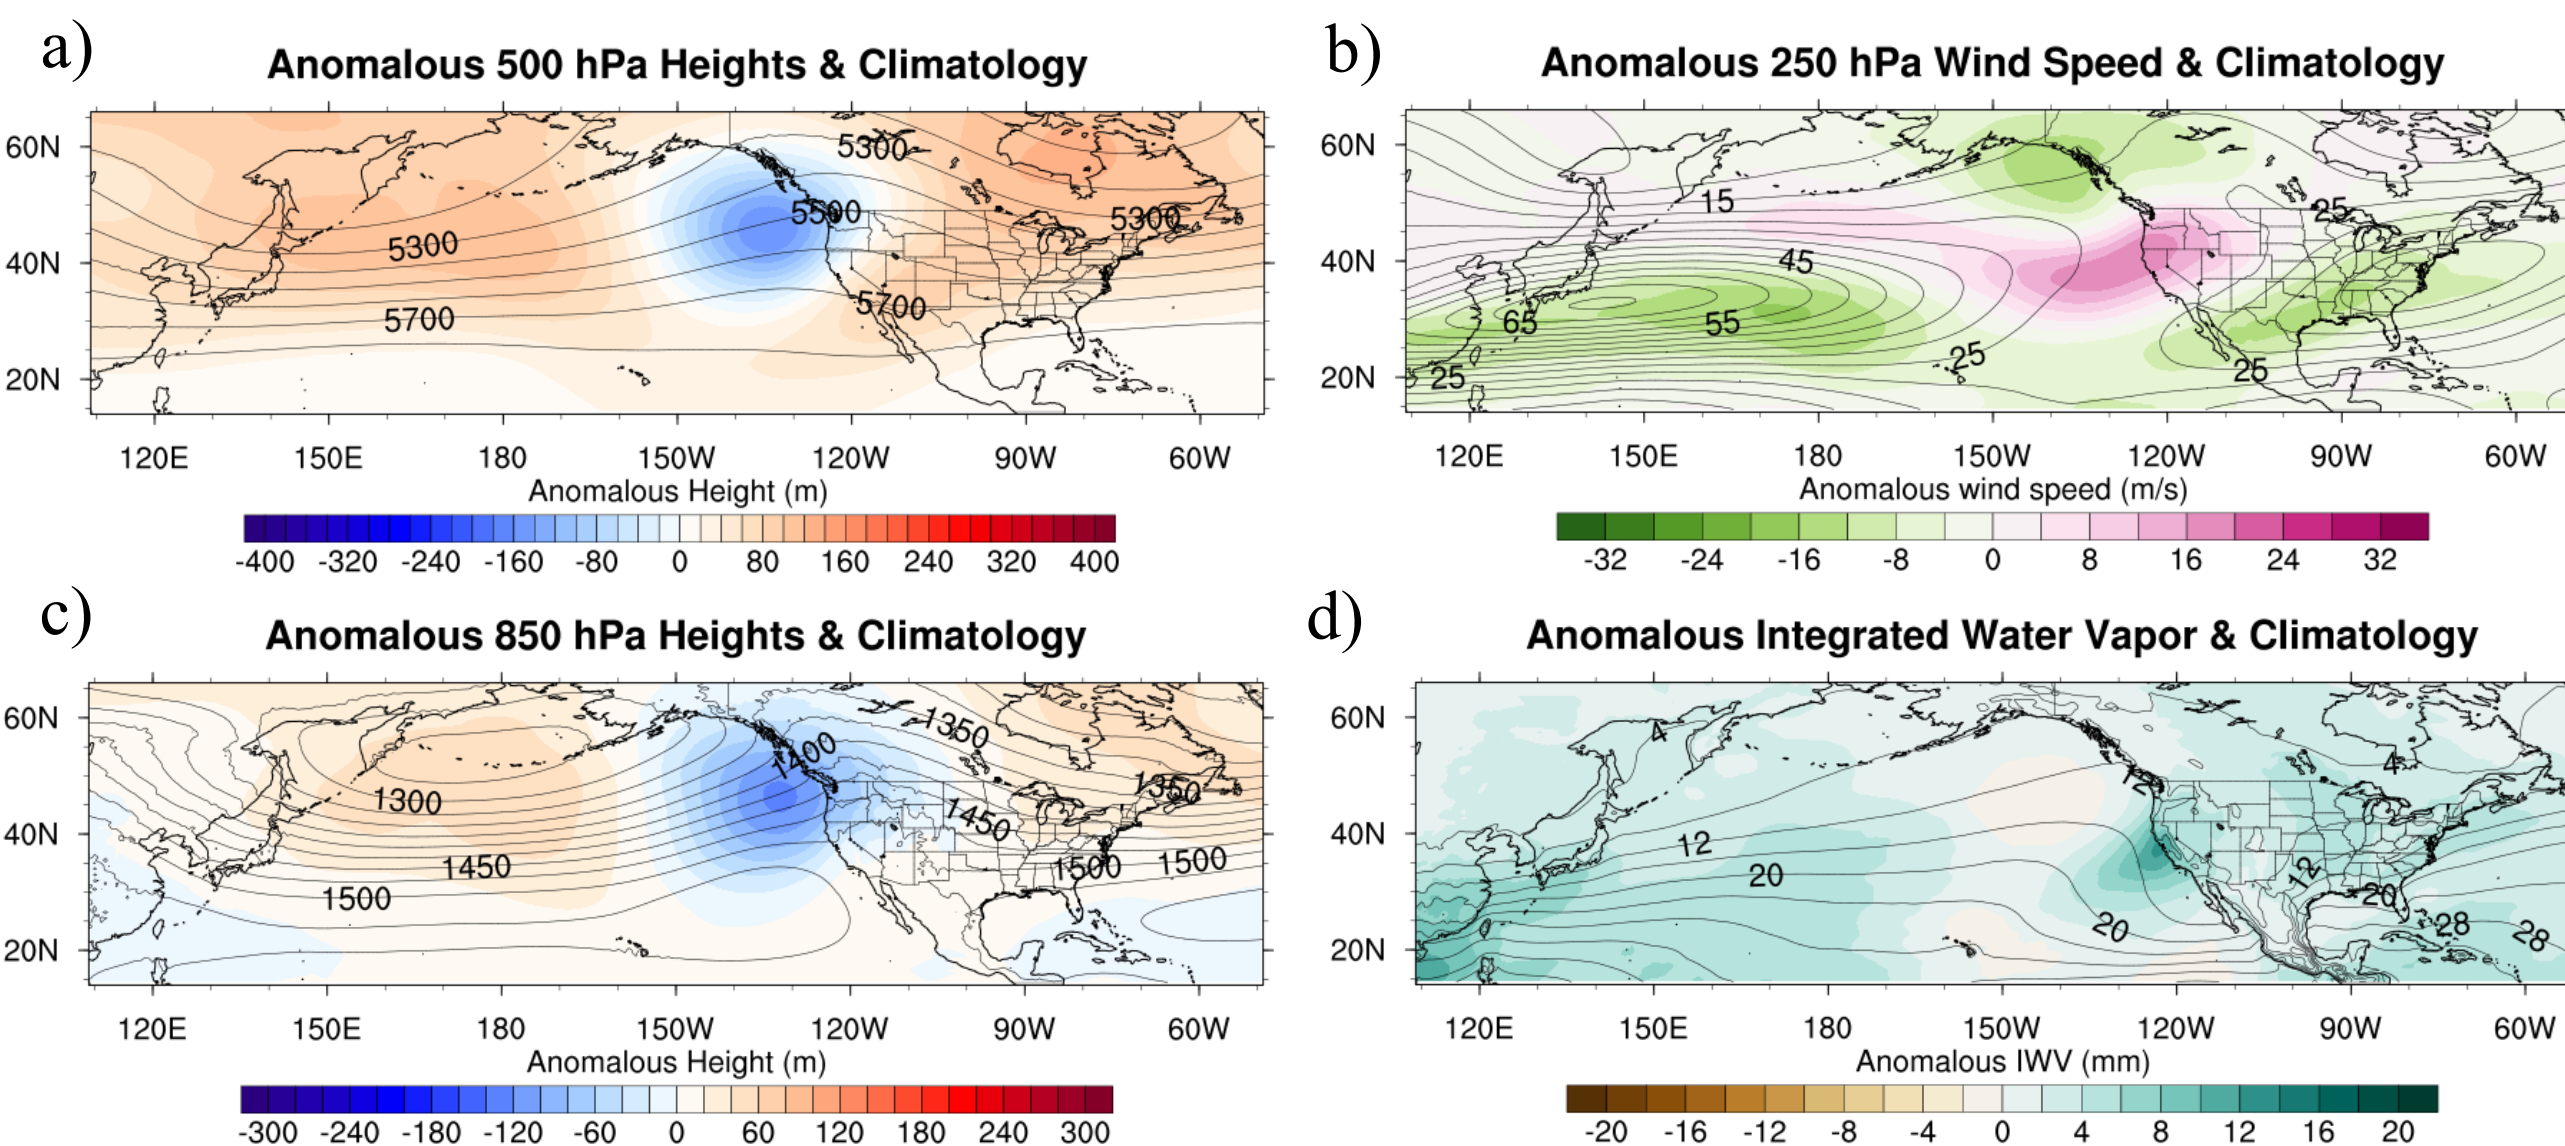 a)
Anomalous 500 hPa Heights & Climatology
60N
40N
20N
5300
5500
5300
5300
5700
5700
120E 150E 180 150W 120W 90W 60W
Anomalous Height (m)
-400 -320 -240 -160 -80 0 80 160 240 320 400
b)
Anomalous 250 hPa Wind Speed & Climatology
60N
40N
20N
15
25
45
65
55
25
25
25
120E 150E 180 150W 120W 90W 60W
Anomalous wind speed (m/s)
-32 -24 -16 -8 0 8 16 24 32
c)
Anomalous 850 hPa Heights & Climatology
60N
40N
20N
1350
1400
1350
1300
1450
1450
1500
1500
1500
120E 150E 180 150W 120W 90W 60W
Anomalous Height (m)
-300 -240 -180 -120 -60 0 60 120 180 240 300
d)
Anomalous Integrated Water Vapor & Climatology
60N
40N
20N
4
4
12
12
20
12
20
20
28
28
120E 150E 180 150W 120W 90W 60W
Anomalous IWV (mm)
-20 -16 -12 -8 -4 0 4 8 12 16 20